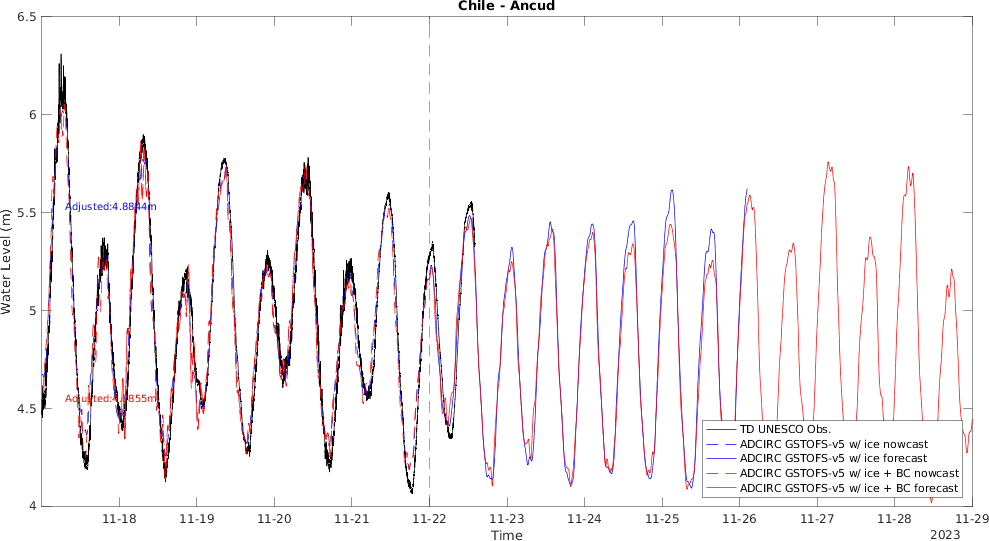 Chile - Ancud
6.5
6
5.5
5
4.5
4
Water Level (m)
Adjusted:4.8844m
TD UNESCO Obs.
ADCIRC GSTOFS-v5 w/ ice nowcast
ADCIRC GSTOFS-v5 w/ ice forecast
ADCIRC GSTOFS-v5 w/ ice + BC nowcast
ADCIRC GSTOFS-v5 w/ ice + BC forecast
11-18
11-19
11-20
11-21
11-22
11-23
11-24
11-25
11-26
11-27
11-28
11-29
Time
2023